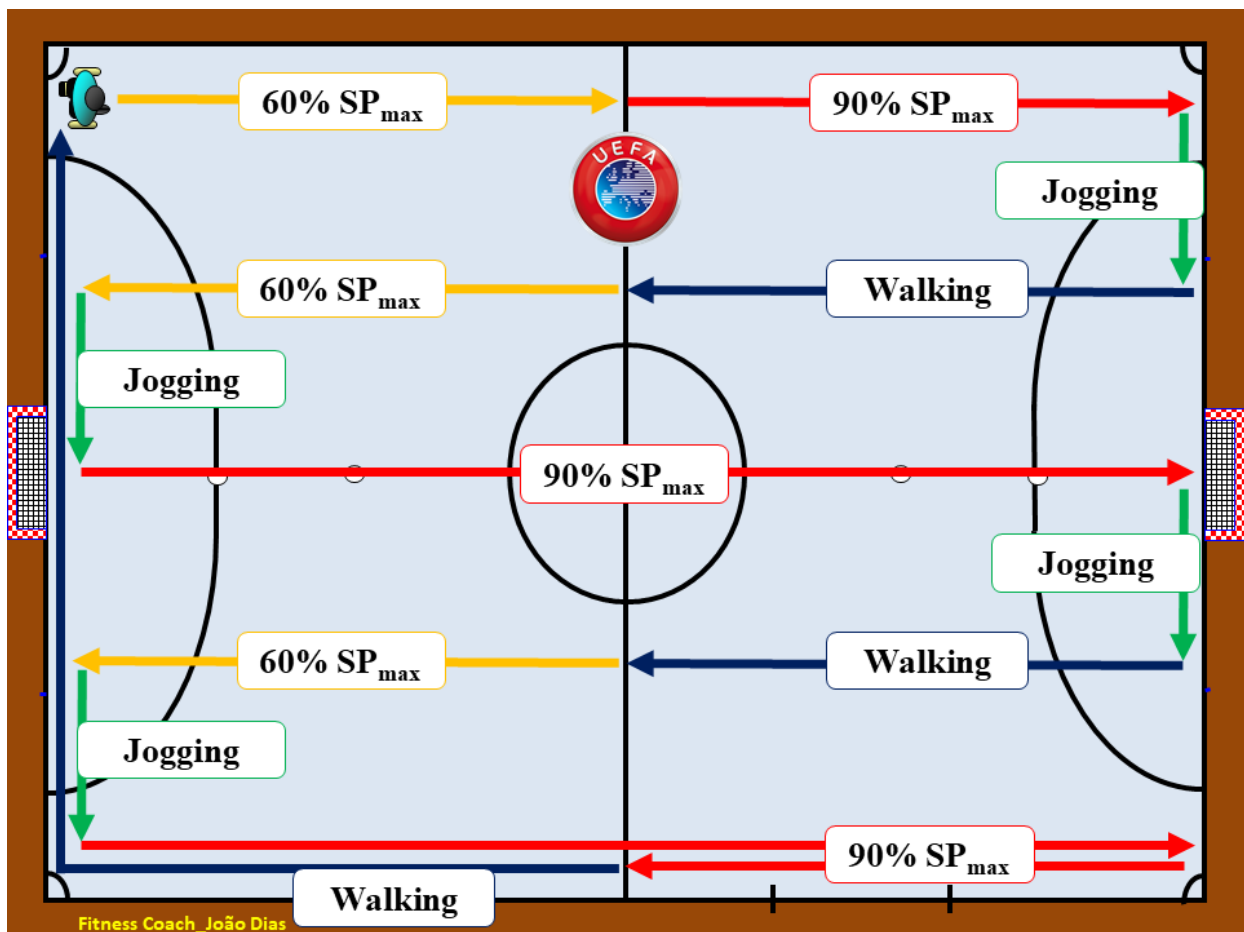 60% SPmax
90% SPmax
UEFA
Jogging
60% SPmax
Walking
Jogging
90% SPmax
Jogging
60% SPmax
Walking
Jogging
90% SPmax
Walking
Fitness Coach_João Dias